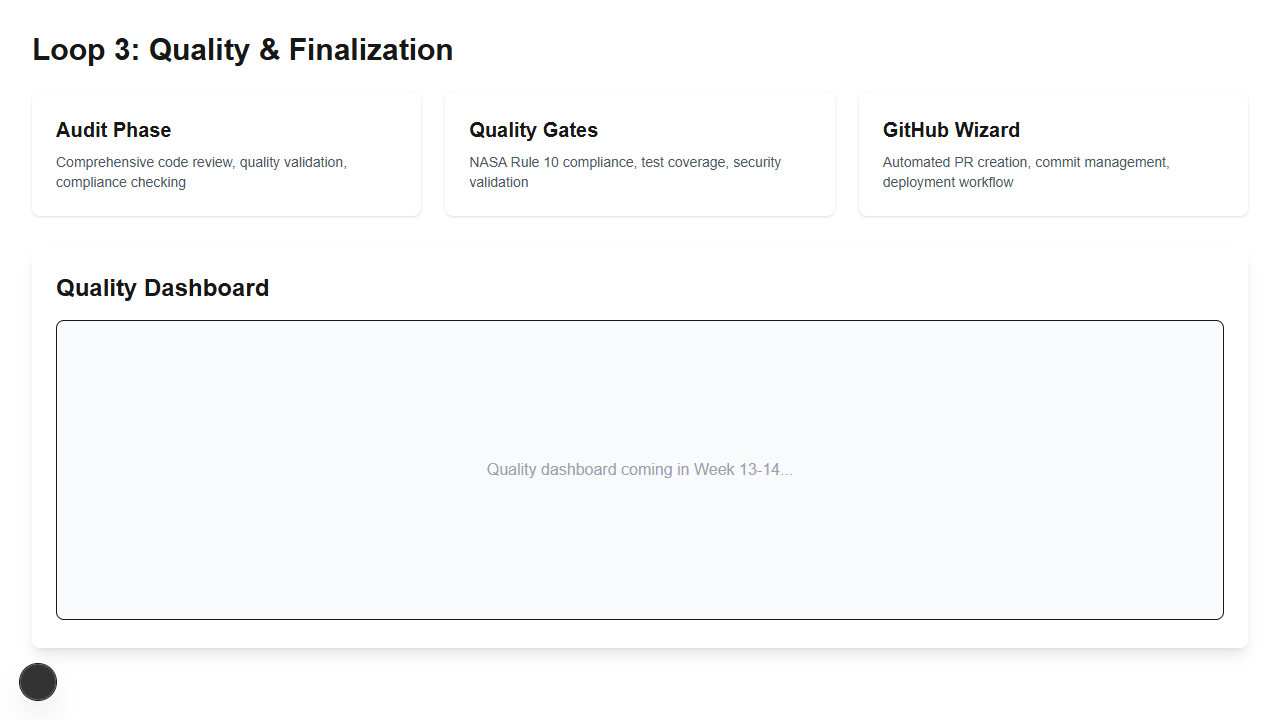 Loop 3: Quality & Finalization
Audit Phase
Comprehensive code review, quality validation,
compliance checking
Quality Gates
NASA Rule 10 compliance, test coverage, security
validation
GitHub Wizard
Automated PR creation, commit management,
deployment workflow
Quality Dashboard
Quality dashboard coming in Week 13-14...